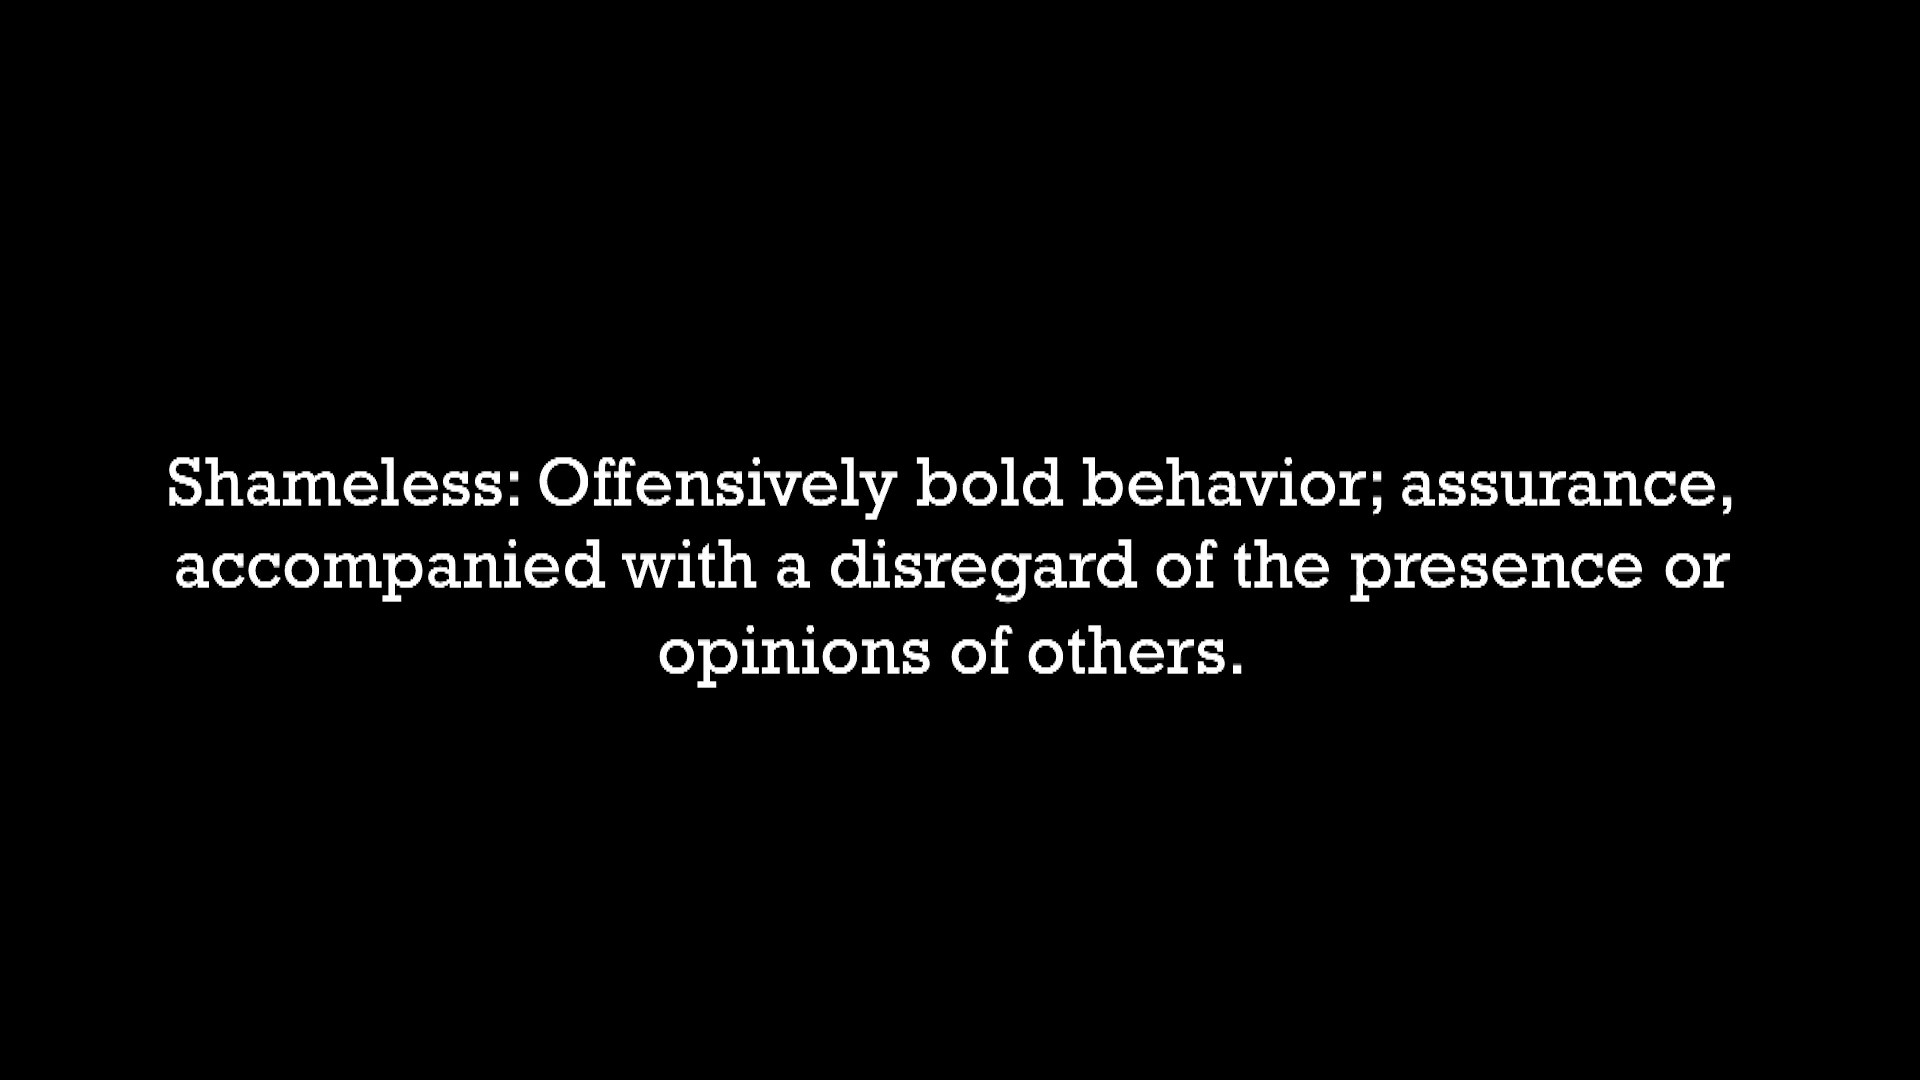 Shameless: Offensively bold behavior; assurance,
accompanied with a disregard of the presence or
opinions of others.